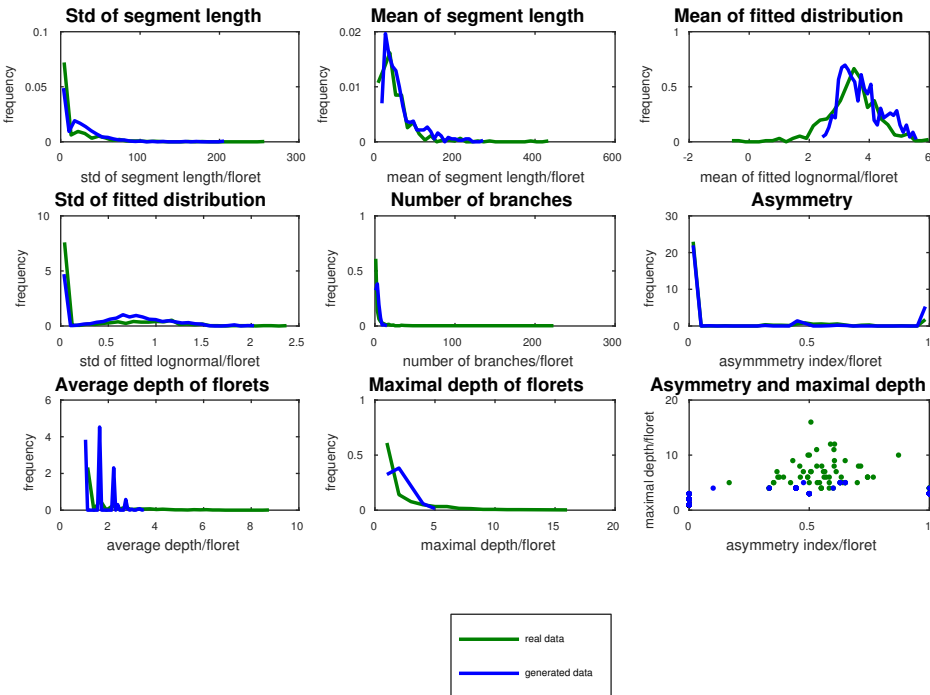 Std of segment length
Mean of segment length
Mean of fitted distribution
0.1
0.05
0
frequency
0 100 200 300
std of segment length/floret
0.02
0.01
0
frequency
0 200 400 600
mean of segment length/floret
1
0.5
0
frequency
-2 0 2 4 6
mean of fitted lognormal/floret
Std of fitted distribution
Number of branches
Asymmetry
10
5
0
frequency
0 0.5 1 1.5 2 2.5
std of fitted lognormal/floret
1
0.5
0
frequency
0 100 200 300
number of branches/floret
30
20
10
0
frequency
0 0.5 1
asymmmetry index/floret
Average depth of florets
Maximal depth of florets
Asymmetry and maximal depth
6
4
2
0
frequency
0 2 4 6 8 10
average depth/floret
1
0.5
0
frequency
0 5 10 15 20
maximal depth/floret
20
10
0
maximal depth/floret
0 0.5 1
asymmetry index/floret
real data
generated data